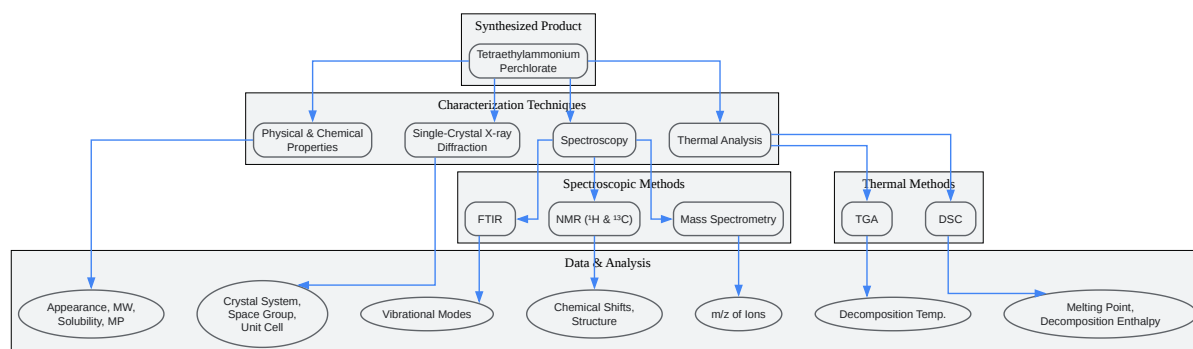 Synthesized Product
Tetraethylammonium
Perchlorate
Characterization Techniques
Physical & Chemical
Properties
Single-Crystal X-ray
Diffraction
Spectroscopy
Thermal Analysis
Spectroscopic Methods
Thermal Methods
FTIR
NMR (¹H & ¹³C)
Mass Spectrometry
TGA
DSC
Data & Analysis
Appearance, MW,
Solubility, MP
Crystal System,
Space Group,
Unit Cell
Vibrational Modes
Chemical Shifts,
Structure
m/z of Ions
Decomposition Temp.
Melting Point,
Decomposition Enthalpy